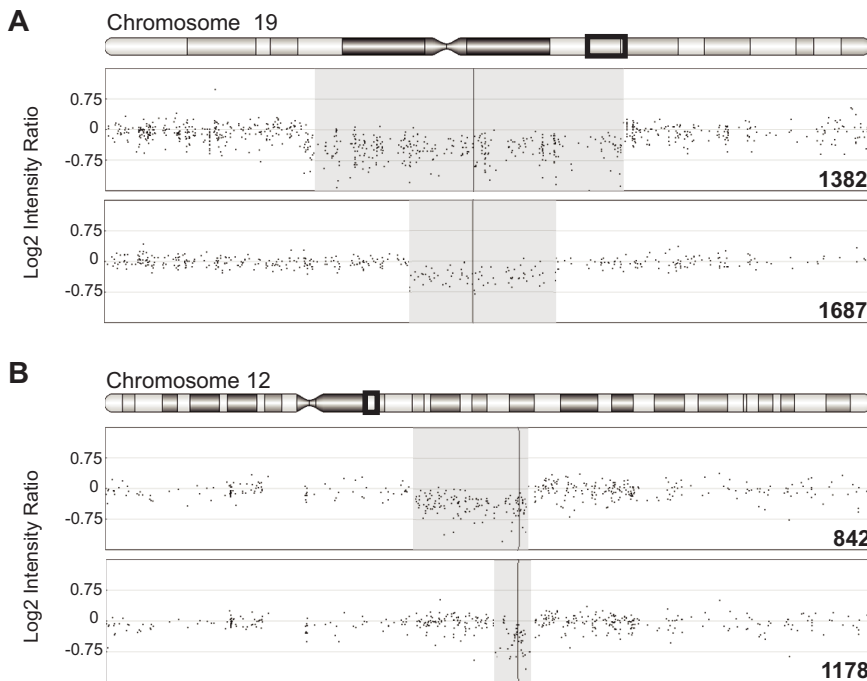 A
Chromosome 19
Log2 Intensity Ratio
0.75
0
-0.75
1382
0.75
0
-0.75
1687
B
Chromosome 12
Log2 Intensity Ratio
0.75
0
-0.75
842
0.75
0
-0.75
1178